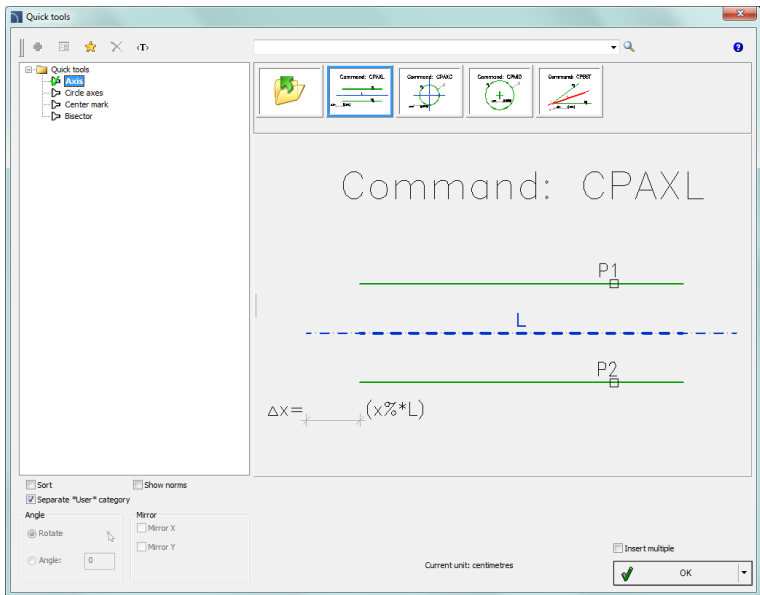 Quick tools
<T>
Quick tools
Axis
Circle axes
Center mark
Bisector
Command: CPAXL
Command: CPAXC
Command: CPMID
Command: CPBST
Command: CPAXL
P1
L
P2
Δx= (x%*L)
Sort
Show norms
Separate *User* category
Angle
Mirror
Rotate
Mirror X
Mirror Y
Angle:
0
Current unit: centimetres
Insert multiple
OK